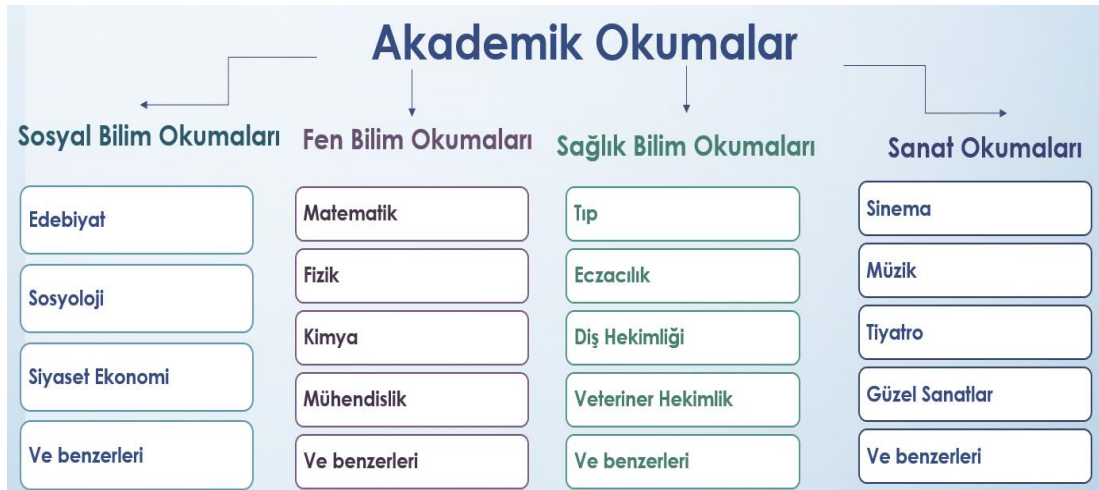 Akademik Okumalar
Sosyal Bilim Okumaları
Edebiyat
Sosyoloji
Siyaset Ekonomi
Ve benzerleri
Fen Bilim Okumaları
Matematik
Fizik
Kimya
Mühendislik
Ve benzerleri
Sağlık Bilim Okumaları
Tıp
Eczacılık
Diş Hekimliği
Veteriner Hekimlik
Ve benzerleri
Sanat Okumaları
Sinema
Müzik
Tiyatro
Güzel Sanatlar
Ve benzerleri